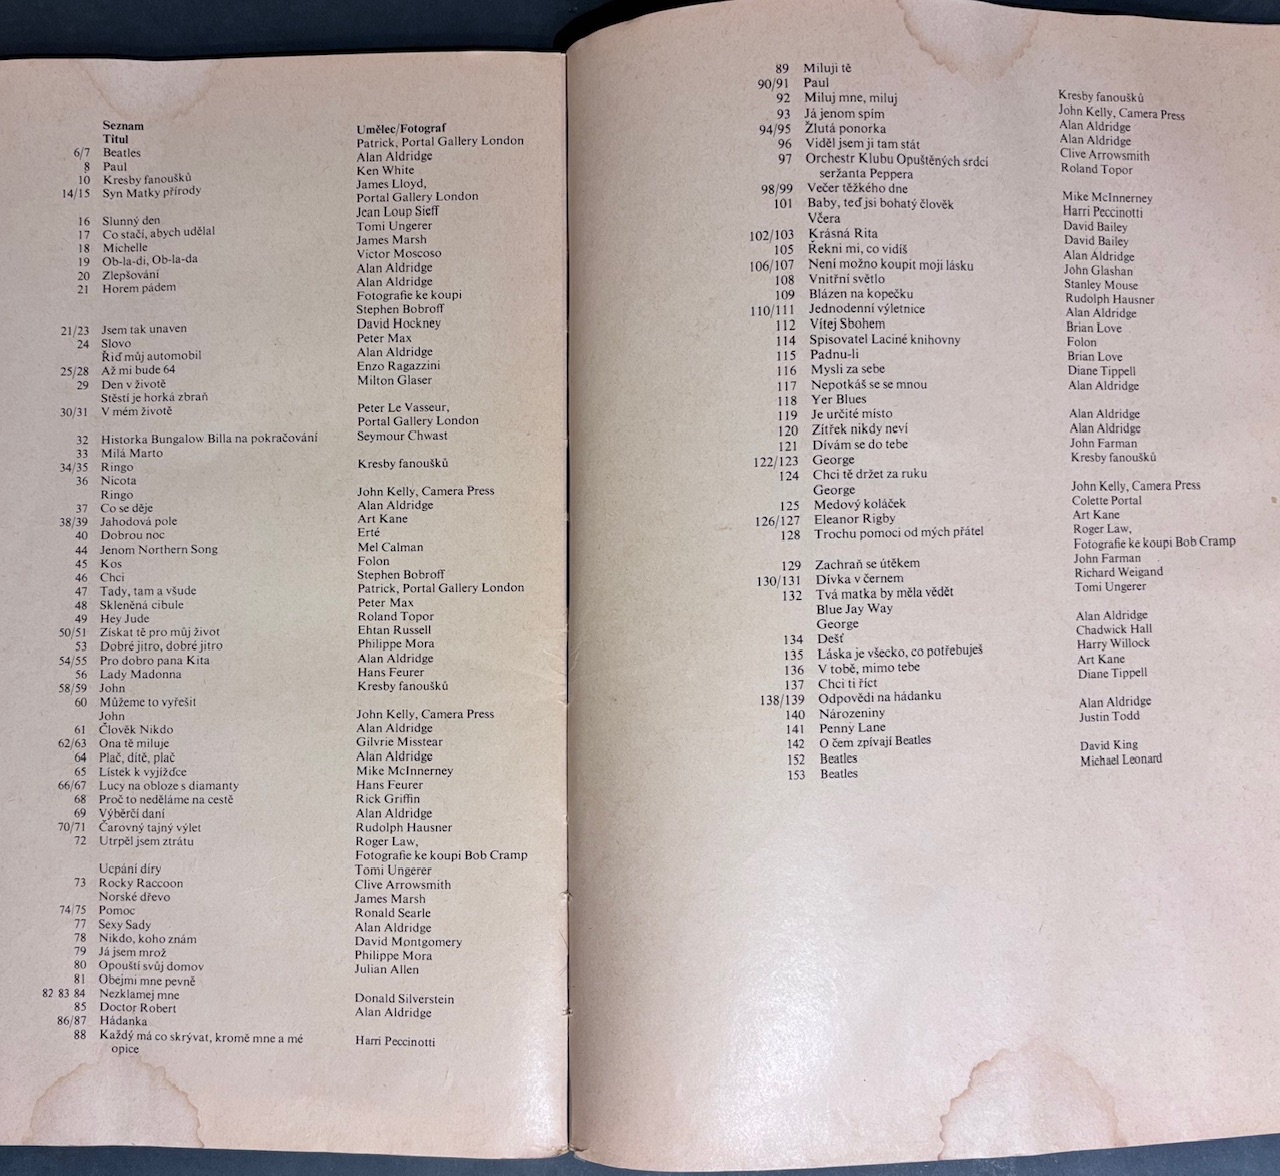 Seznam
Titul Umělec/Fotograf
6/7 Beatles Patrick, Portal Gallery London
8 Paul Alan Aldridge
10 Kresby fanoušků Ken White
14/15 Syn Matky přírody James Lloyd,
Portal Gallery London
16 Slunný den Jean Loup Sieff
17 Co stačí, abych udělal Tomi Ungerer
18 Michelle James Marsh
19 Ob-la-di, Ob-la-da Victor Moscoso
20 Zlepšování Alan Aldridge
21 Horem pádem Alan Aldridge
Fotografie ke koupi
Stephen Bobroff
21/23 Jsem tak unaven David Hockney
24 Slovo Peter Max
Řiď můj automobil Alan Aldridge
25/28 Až mi bude 64 Enzo Ragazzini
29 Den v životě Milton Glaser
Štěstí je horká zbraň
30/31 V mém životě Peter Le Vasseur,
Portal Gallery London
32 Historka Bungalow Billa na pokračování Seymour Chwast
33 Milá Marto
34/35 Ringo Kresby fanoušků
36 Nicota
Ringo John Kelly, Camera Press
37 Co se děje Alan Aldridge
38/39 Jahodová pole Art Kane
40 Dobrou noc Erté
44 Jenom Northern Song Mel Calman
45 Kos Folon
46 Chci Stephen Bobroff
47 Tady, tam a všude Patrick, Portal Gallery London
48 Skleněná cibule Peter Max
49 Hey Jude Roland Topor
50/51 Získat tě pro můj život Ehtan Russell
53 Dobré jitro, dobré jitro Philippe Mora
54/55 Pro dobro pana Kita Alan Aldridge
56 Lady Madonna Hans Feurer
58/59 John Kresby fanoušků
60 Můžeme to vyřešit
John John Kelly, Camera Press
61 Člověk Nikdo Alan Aldridge
62/63 Ona tě miluje Gilvrie Misstear
64 Plač, dítě, plač Alan Aldridge
65 Lístek k vyjížďce Mike McInnerney
66/67 Lucy na obloze s diamanty Hans Feurer
68 Proč to neděláme na cestě Rick Griffin
69 Výběrčí daní Alan Aldridge
70/71 Čarovný tajný výlet Rudolph Hausner
72 Utrpěl jsem ztrátu Roger Law,
Fotografie ke koupi Bob Cramp
Ucpání díry Tomi Ungerer
73 Rocky Raccoon Clive Arrowsmith
Norské dřevo James Marsh
74/75 Pomoc Ronald Searle
77 Sexy Sady Alan Aldridge
78 Nikdo, koho znám David Montgomery
79 Já jsem mrož Philippe Mora
80 Opouští svůj domov Julian Allen
81 Obejmi mne pevně
82 83 84 Nezklamej mne Donald Silverstein
85 Doctor Robert Alan Aldridge
86/87 Hádanka
88 Každý má co skrývat, kromě mne a mé Harri Peccinotti
opice
89 Miluji tě
90/91 Paul Kresby fanoušků
92 Miluj mne, miluj John Kelly, Camera Press
93 Já jenom spím Alan Aldridge
94/95 Žlutá ponorka Alan Aldridge
96 Viděl jsem ji tam stát Clive Arrowsmith
97 Orchestr Klubu Opuštěných srdcí Roland Topor
seržanta Peppera
98/99 Večer těžkého dne Mike McInnerney
101 Baby, teď jsi bohatý člověk Harri Peccinotti
Včera David Bailey
102/103 Krásná Rita David Bailey
105 Řekni mi, co vidíš Alan Aldridge
106/107 Není možno koupit moji lásku John Glashan
108 Vnitřní světlo Stanley Mouse
109 Blázen na kopečku Rudolph Hausner
110/111 Jednodenní výletnice Alan Aldridge
112 Vítej Sbohem Brian Love
114 Spisovatel Laciné knihovny Folon
115 Padnu-li Brian Love
116 Mysli za sebe Diane Tippell
117 Nepotkáš se se mnou Alan Aldridge
118 Yer Blues
119 Je určité místo Alan Aldridge
120 Zítřek nikdy neví Alan Aldridge
121 Dívám se do tebe John Farman
122/123 George Kresby fanoušků
124 Chci tě držet za ruku
George John Kelly, Camera Press
125 Medový koláček Colette Portal
126/127 Eleanor Rigby Art Kane
128 Trochu pomoci od mých přátel Roger Law,
Fotografie ke koupi Bob Cramp
129 Zachraň se útěkem John Farman
130/131 Dívka v černem Richard Weigand
132 Tvá matka by měla vědět Tomi Ungerer
Blue Jay Way
George Alan Aldridge
134 Dešť Chadwick Hall
135 Láska je všecko, co potřebuješ Harry Willock
136 V tobě, mimo tebe Art Kane
137 Chci ti říct Diane Tippell
138/139 Odpovědi na hádanku
140 Národzeniny Alan Aldridge
141 Penny Lane Justin Todd
142 O čem zpívají Beatles
152 Beatles David King
153 Beatles Michael Leonard